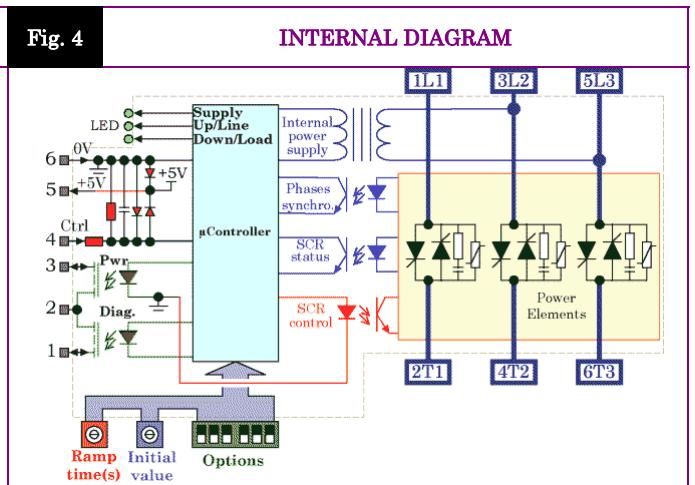 Fig. 4
INTERNAL DIAGRAM
1L1
3L2
5L3
Supply
Up/Line
Down/Load
LED
Internal
power
supply
6
0V
5
+5V
+5V
Phases
synchro.
Ctrl
4
µController
SCR
status
3
Pwr
2
Diag.
1
SCR
control
Power
Elements
2T1
4T2
6T3
Ramp
time(s)
Initial
value
Options